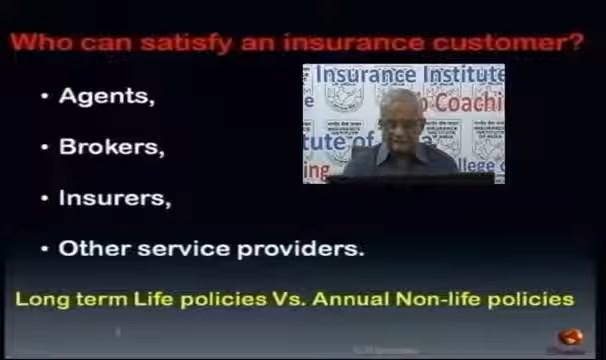 Who can satisfy an insurance customer?
• Agents,
• Brokers,
• Insurers,
• Other service providers.
Long term Life policies Vs. Annual Non-life policies
Insurance Institute
Coachi
tute of
dia
ing
llege of